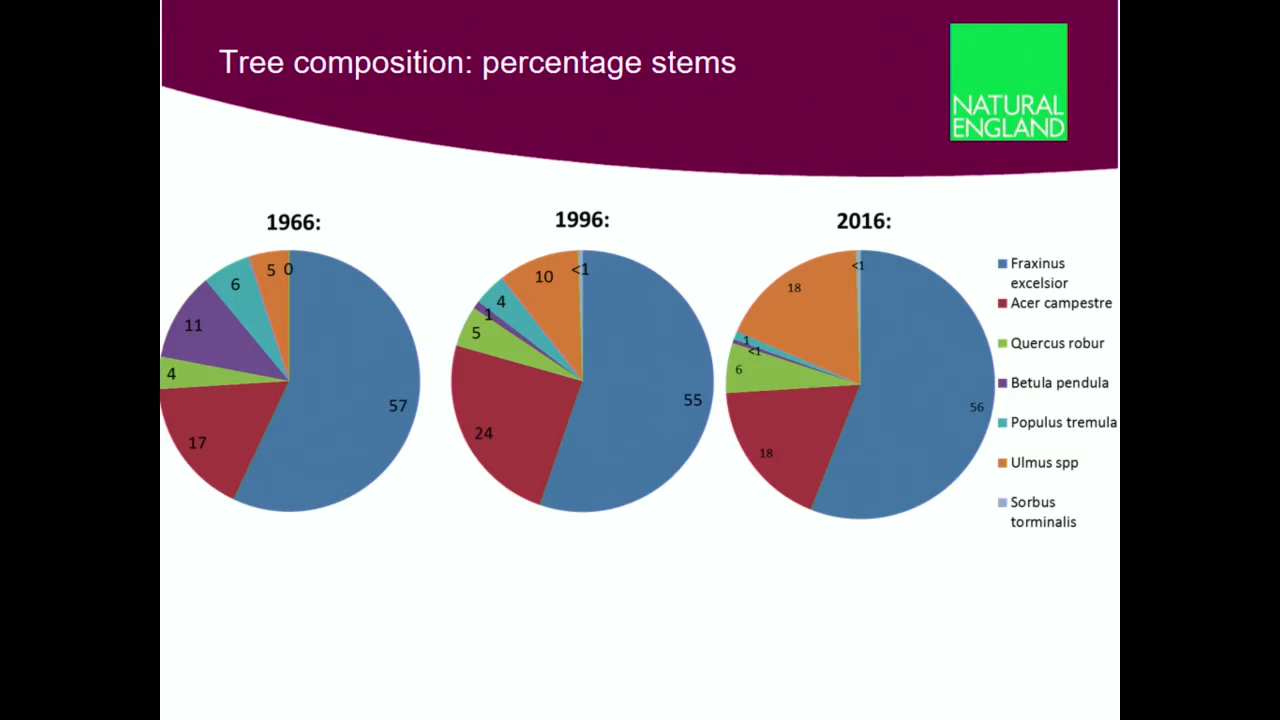 Tree composition: percentage stems
NATURAL
ENGLAND
1966:
0
5
6
11
4
17
57
1996:
<1
10
4
1
5
24
55
2016:
<1
18
1
<1
6
18
56
Fraxinus
excelsior
Acer campestre
Quercus robur
Betula pendula
Populus tremula
Ulmus spp
Sorbus
torminalis